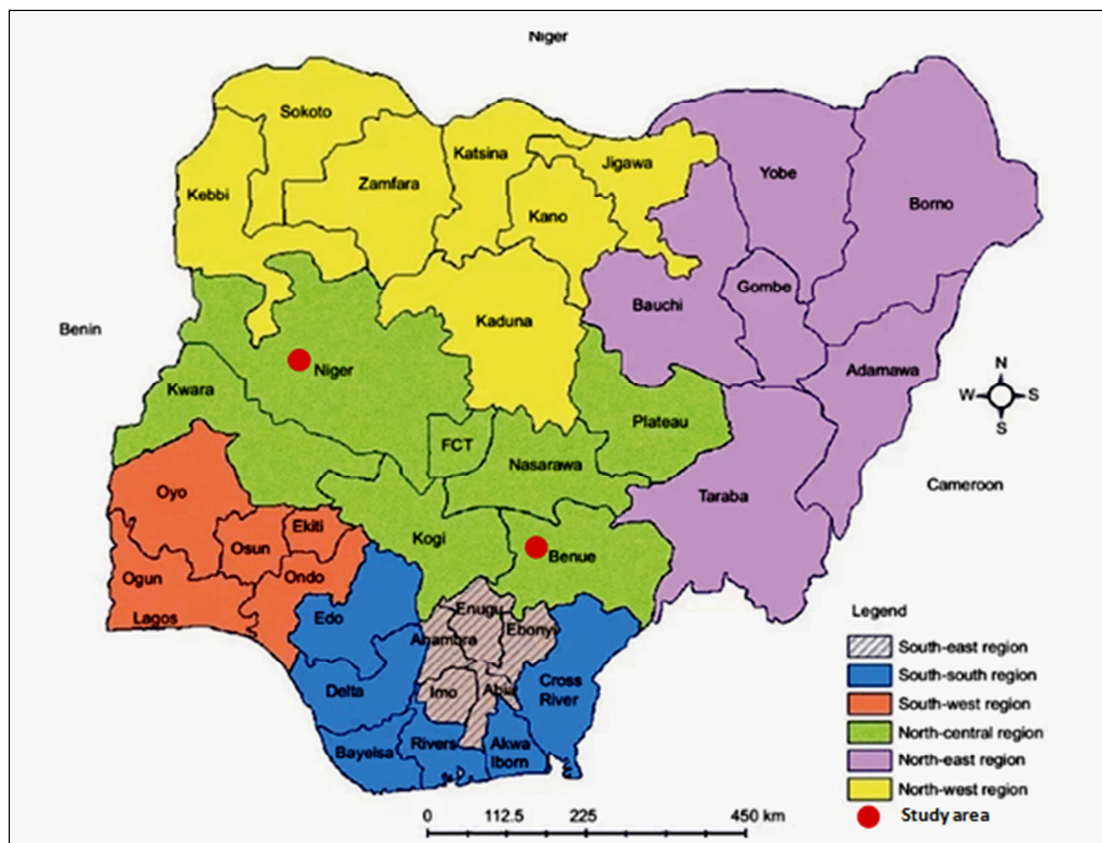 Niger
Sokoto
Katsina
Jigawa
Yobe
Zamfara
Kebbi
Kano
Borno
Gombe
Bauchi
Kaduna
Benin
Niger
Adamawa
N
W
S
S
Kwara
Plateau
FCT
Nasarawa
Cameroon
Oyo
Taraba
Ekiti
Kogi
Osun
Benue
Ogun
Ondo
Lagos
Edo
Enugu
Ebonyi
Anambra
Delta
Imo
Abia
Cross
River
Bayelsa
Rivers
Akwa
Ibom
Legend
South-east region
South-south region
South-west region
North-central region
North-east region
North-west region
Study area
0 112.5 225 450 km